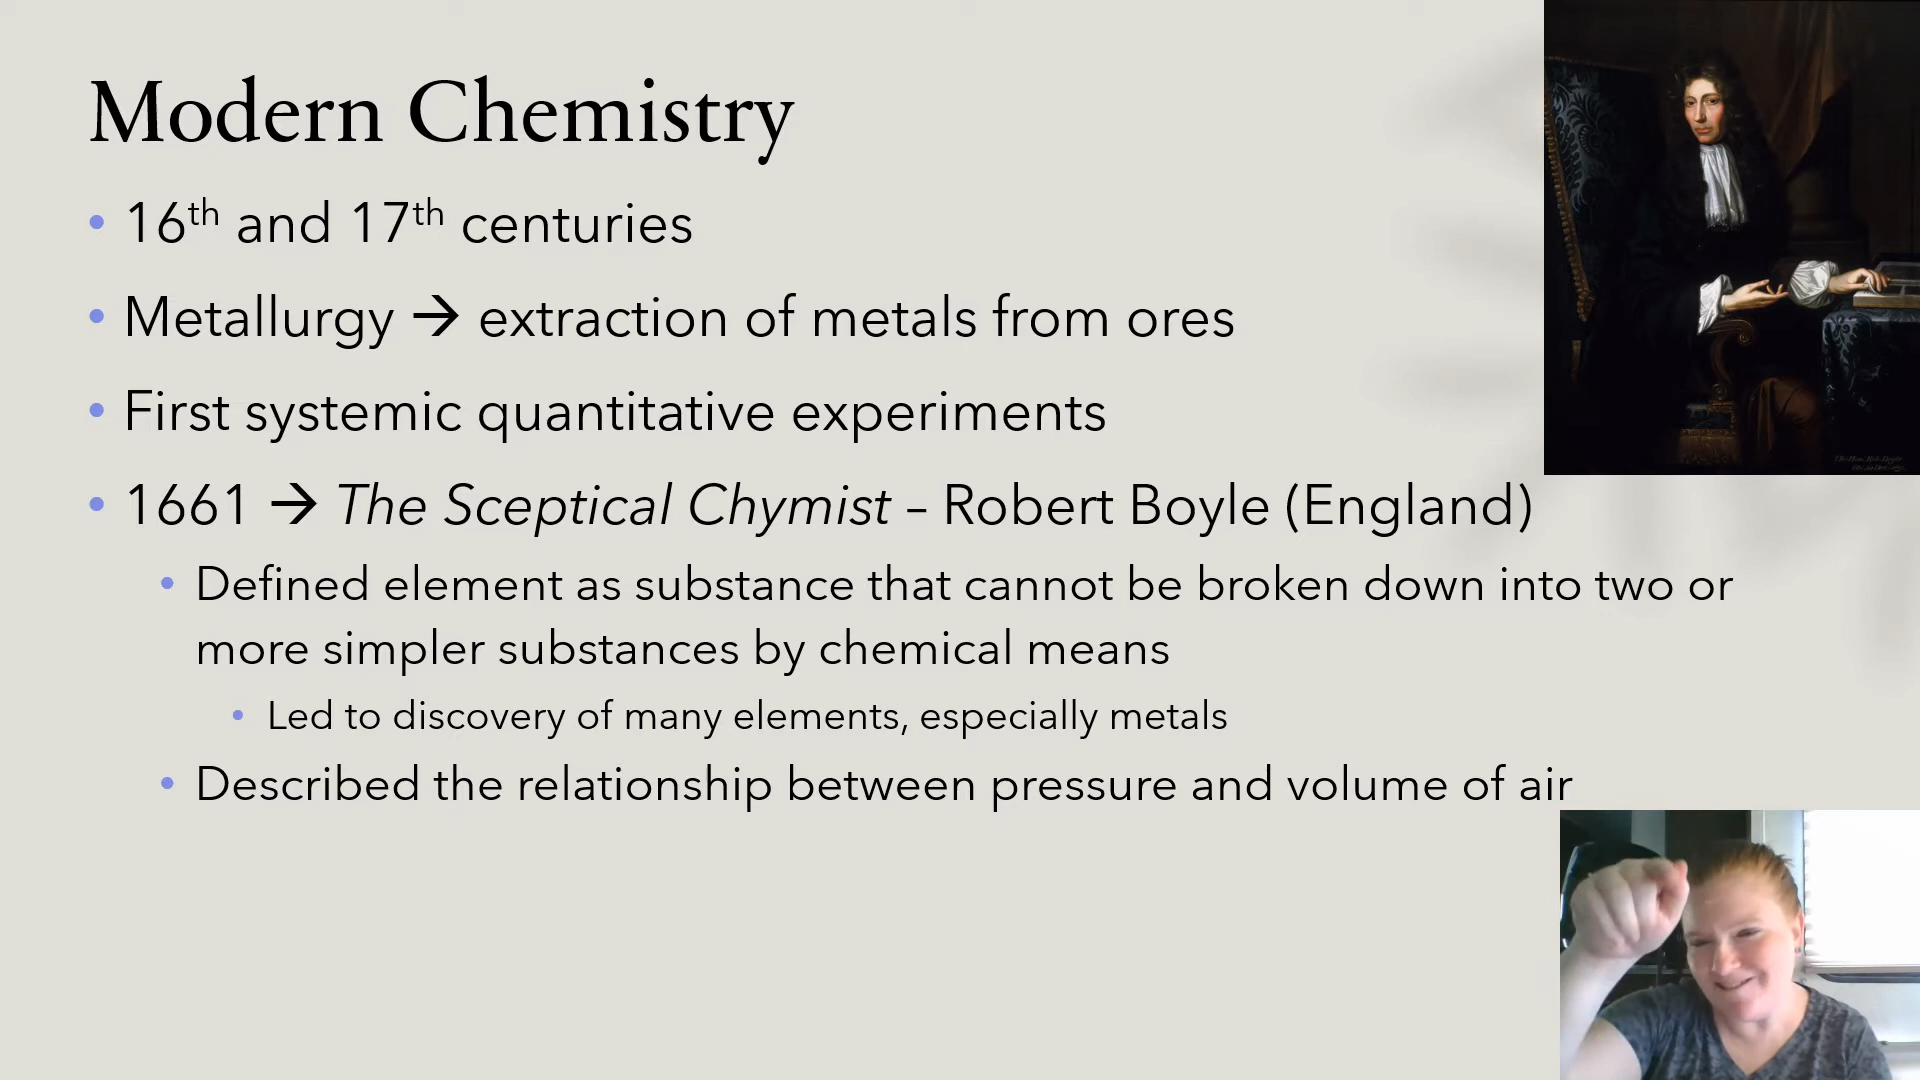 Modern Chemistry
• 16th and 17th centuries
• Metallurgy → extraction of metals from ores
• First systemic quantitative experiments
• 1661 → The Sceptical Chymist – Robert Boyle (England)
• Defined element as substance that cannot be broken down into two or
more simpler substances by chemical means
• Led to discovery of many elements, especially metals
• Described the relationship between pressure and volume of air